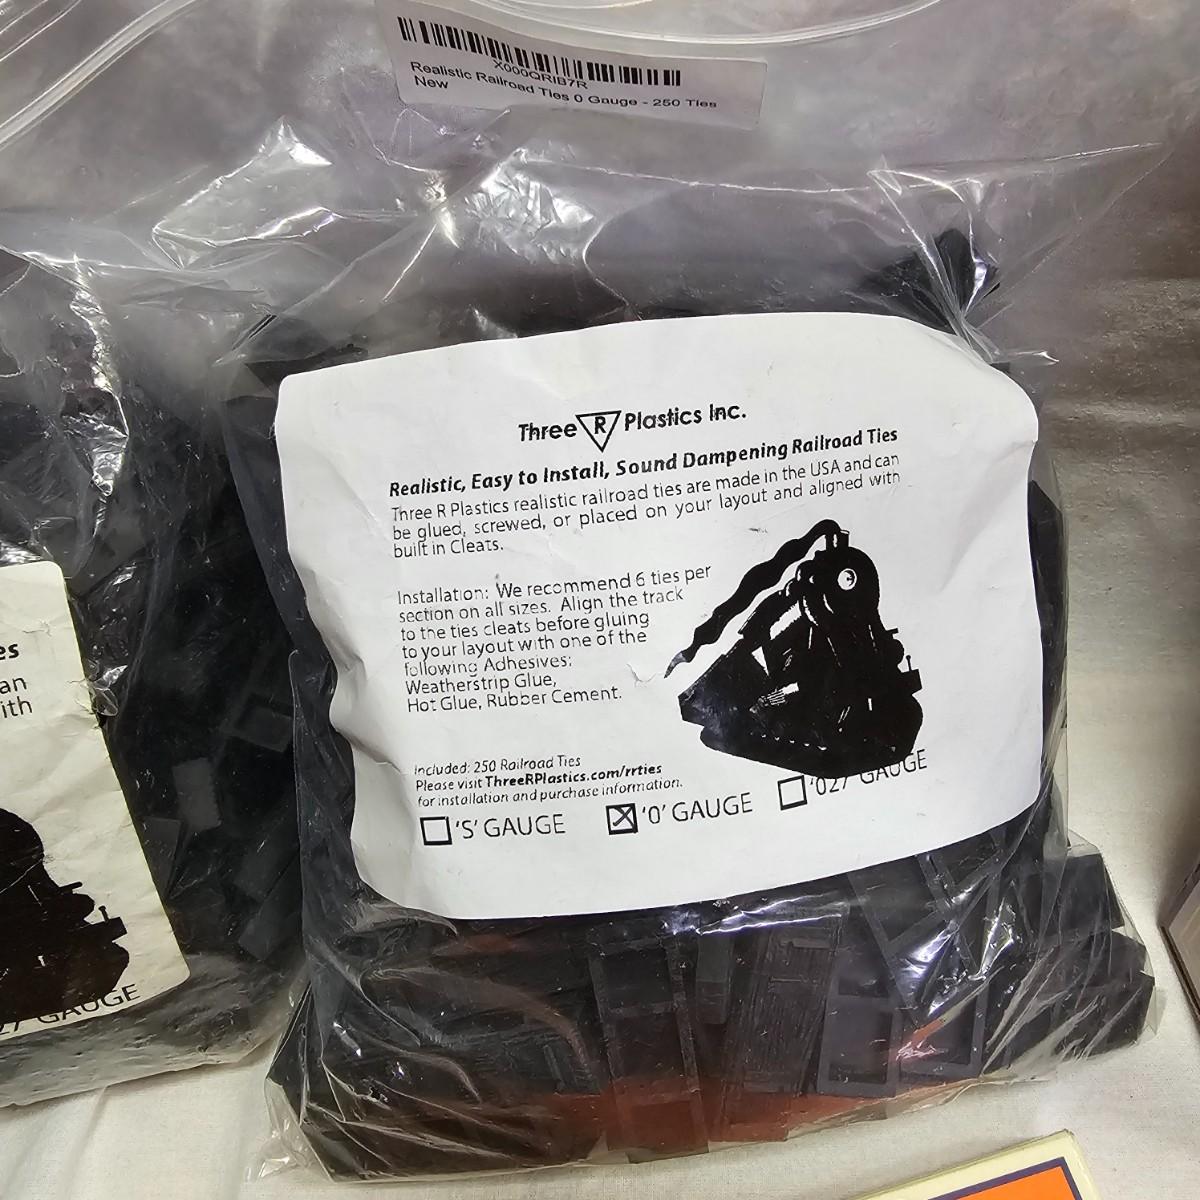 X000QRIB7R
Realistic Railroad Ties 0 Gauge - 250 Ties
New
Three R Plastics Inc.
Realistic, Easy to Install, Sound Dampening Railroad Ties
Three R Plastics realistic railroad ties are made in the USA and can
be glued, screwed, or placed on your layout and aligned with
built in Cleats.
Installation: We recommend 6 ties per
section on all sizes. Align the track
to the ties cleats before gluing
to your layout with one of the
following Adhesives:
Weatherstrip Glue,
Hot Glue, Rubber Cement.
Included: 250 Railroad Ties
Please visit ThreeRPlastics.com/rrties
for installation and purchase information.
'S' GAUGE 'O' GAUGE '027' GAUGE
es
an
ith
27' GAUGE